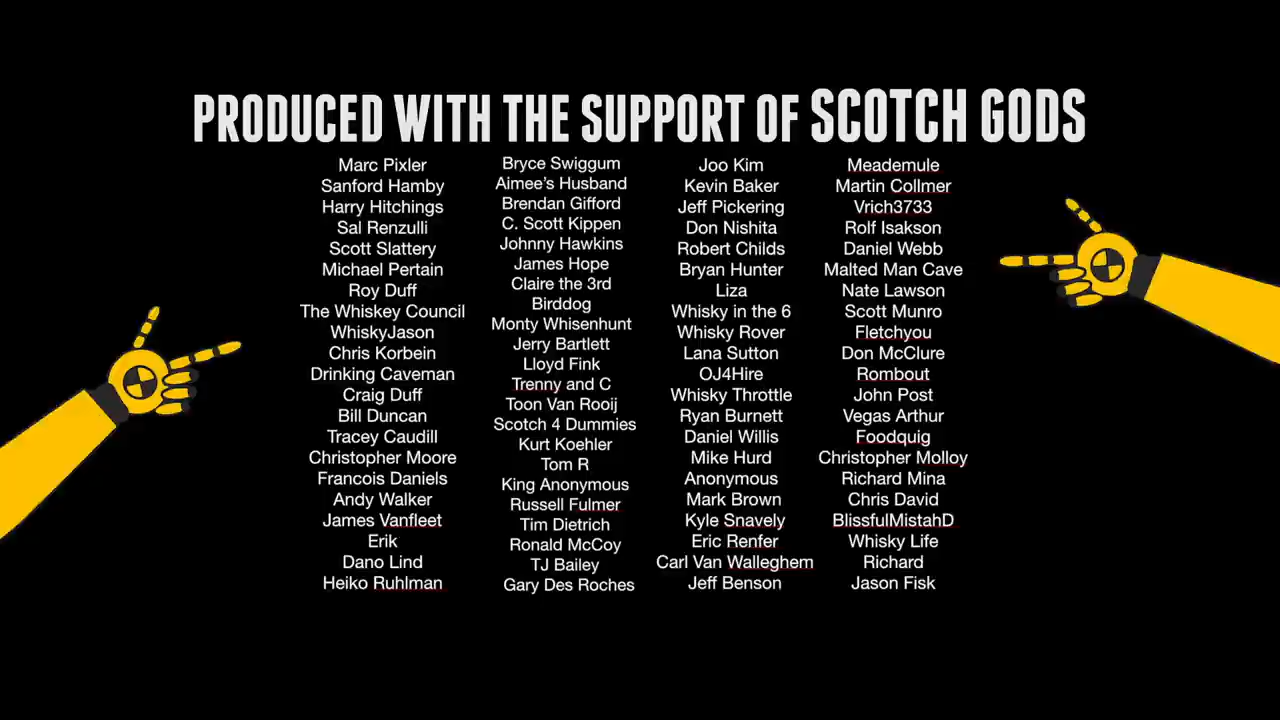 PRODUCED WITH THE SUPPORT OF SCOTCH GODS
Marc Pixler
Sanford Hamby
Harry Hitchings
Sal Renzulli
Scott Slattery
Michael Pertain
Roy Duff
The Whiskey Council
WhiskyJason
Chris Korbein
Drinking Caveman
Craig Duff
Bill Duncan
Tracey Caudill
Christopher Moore
Francois Daniels
Andy Walker
James Vanfleet
Erik
Dano Lind
Heiko Ruhlman
Bryce Swiggum
Aimee’s Husband
Brendan Gifford
C. Scott Kippen
Johnny Hawkins
James Hope
Claire the 3rd
Birddog
Monty Whisenhunt
Jerry Bartlett
Lloyd Fink
Trenny and C
Toon Van Rooij
Scotch 4 Dummies
Kurt Koehler
Tom R
King Anonymous
Russell Fulmer
Tim Dietrich
Ronald McCoy
TJ Bailey
Gary Des Roches
Joo Kim
Kevin Baker
Jeff Pickering
Don Nishita
Robert Childs
Bryan Hunter
Liza
Whisky in the 6
Whisky Rover
Lana Sutton
OJ4Hire
Whisky Throttle
Ryan Burnett
Daniel Willis
Mike Hurd
Anonymous
Mark Brown
Kyle Snavely
Eric Renfer
Carl Van Walleghem
Jeff Benson
Meademule
Martin Collmer
Vrich3733
Rolf Isakson
Daniel Webb
Malted Man Cave
Nate Lawson
Scott Munro
Fletchyou
Don McClure
Rombout
John Post
Vegas Arthur
Foodquig
Christopher Molloy
Richard Mina
Chris David
BlissfulMistahD
Whisky Life
Richard
Jason Fisk